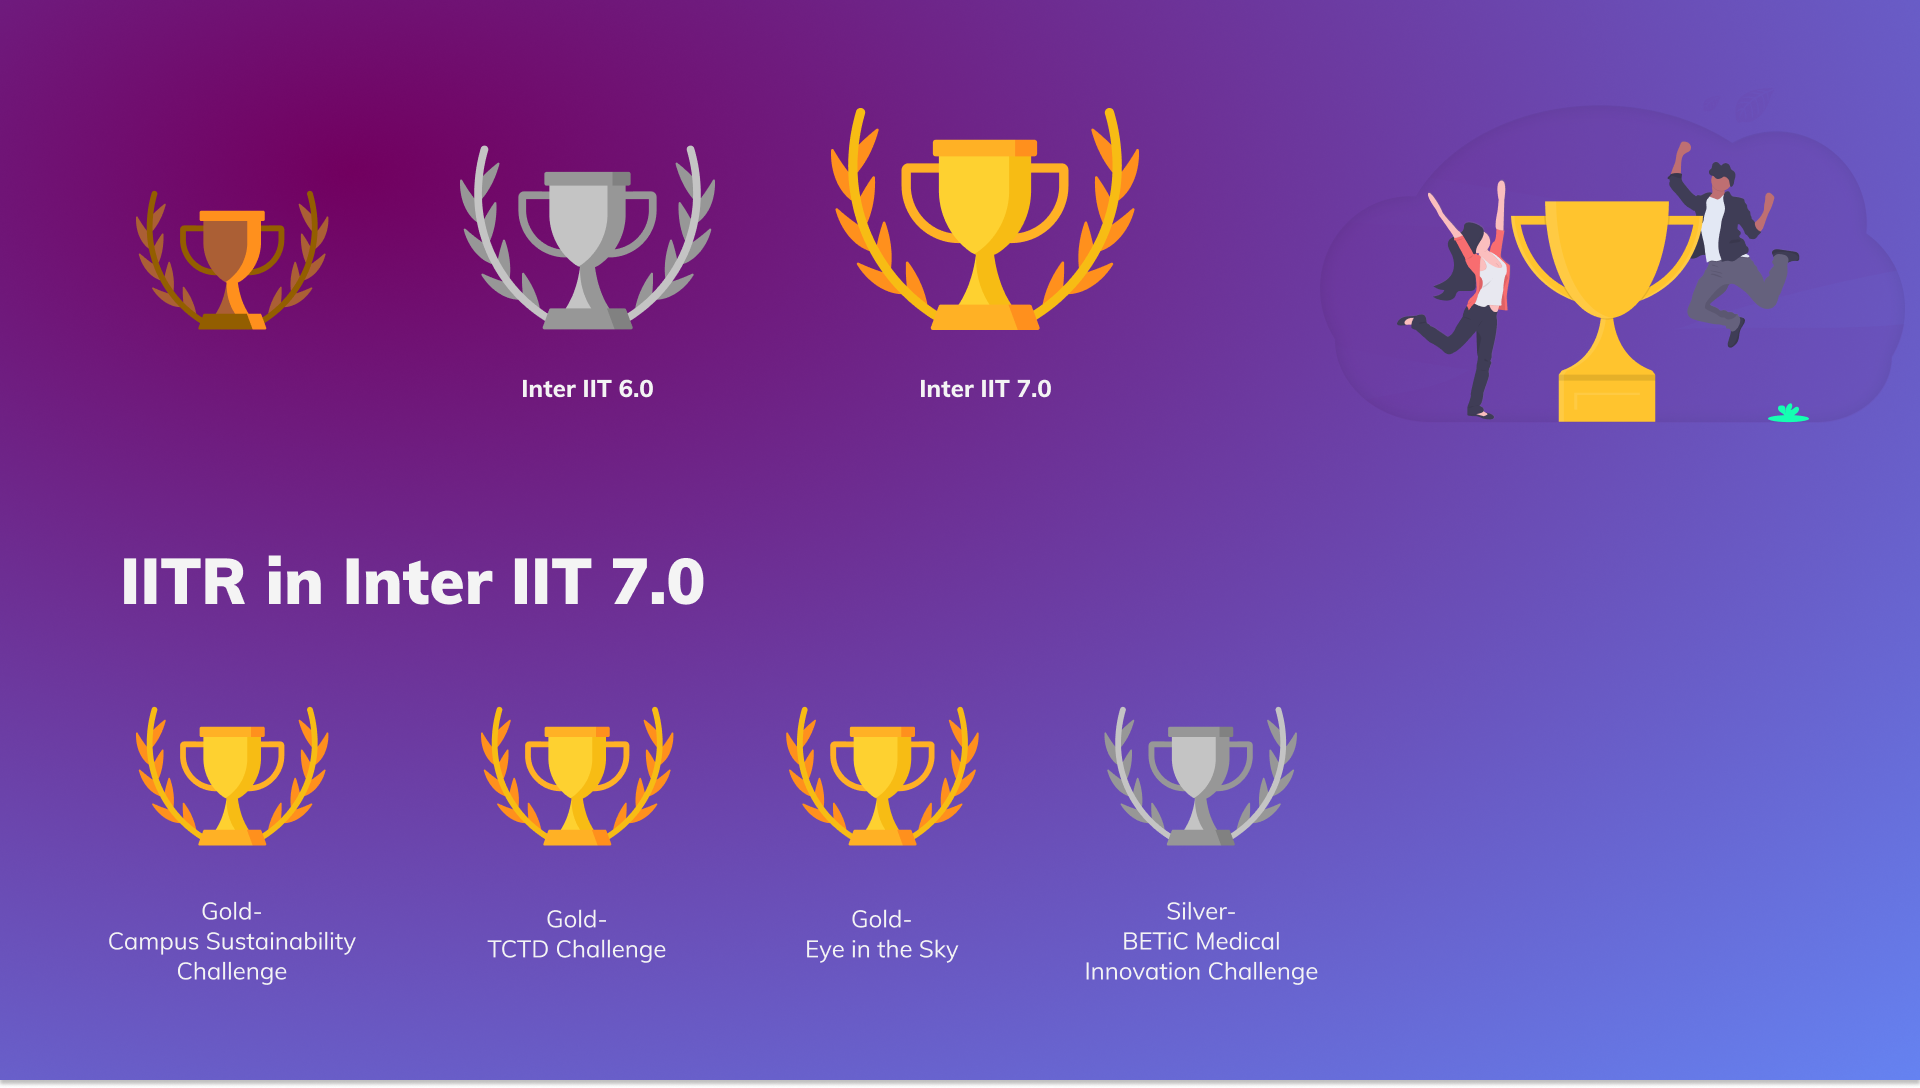 Inter IIT 6.0
Inter IIT 7.0
IITR in Inter IIT 7.0
Gold-
Campus Sustainability
Challenge
Gold-
TCTD Challenge
Gold-
Eye in the Sky
Silver-
BETiC Medical
Innovation Challenge